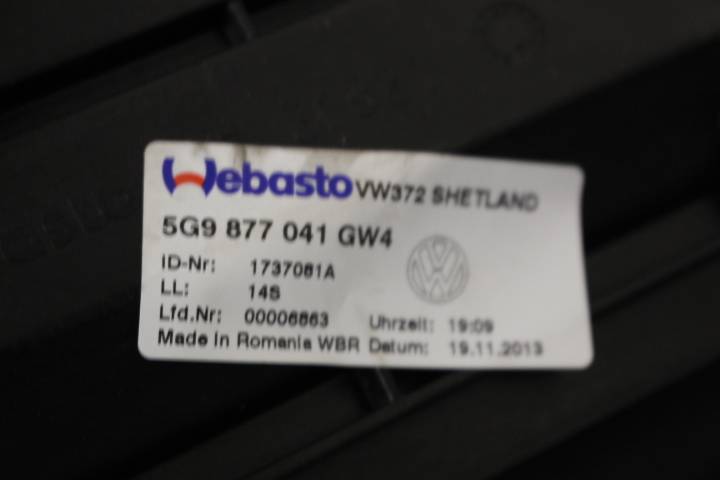 Webasto VW372 SHETLAND
5G9 877 041 GW4
ID-Nr: 1737081A
LL: 14S
Lfd.Nr: 00006863 Uhrzeit: 19:09
Made in Romania WBR Datum: 19.11.2013